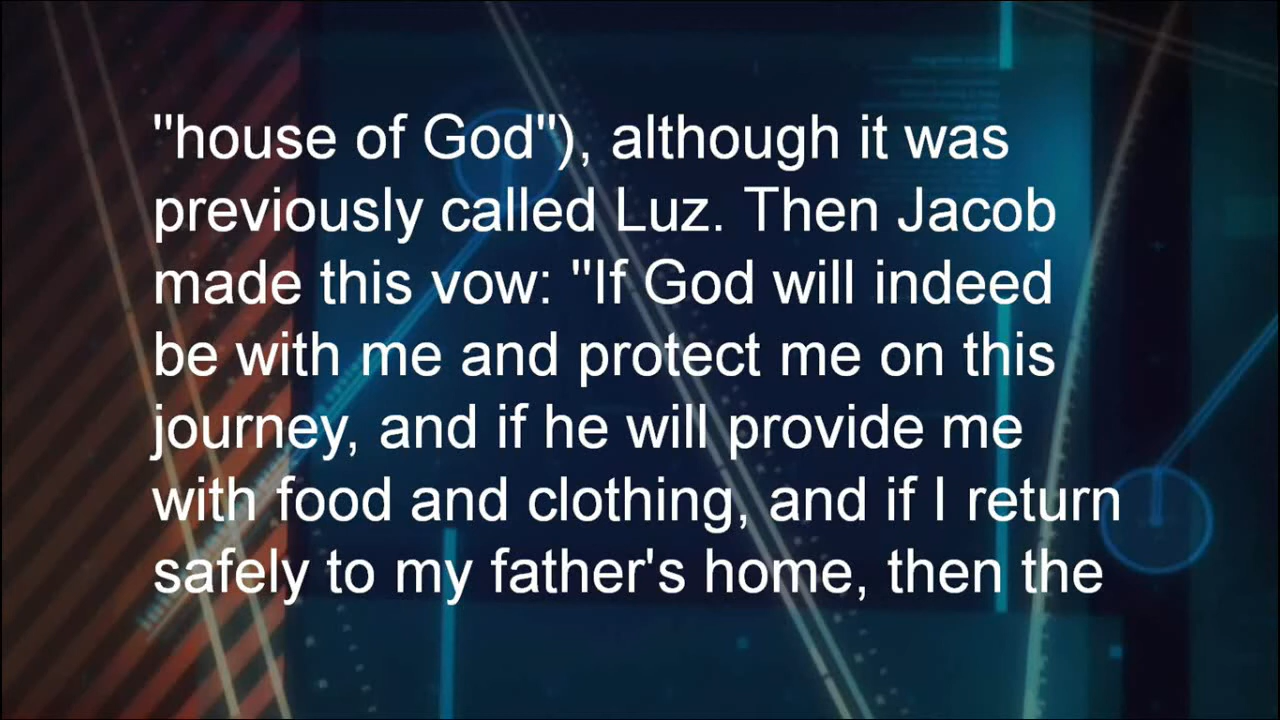 "house of God"), although it was
previously called Luz. Then Jacob
made this vow: "If God will indeed
be with me and protect me on this
journey, and if he will provide me
with food and clothing, and if I return
safely to my father's home, then the